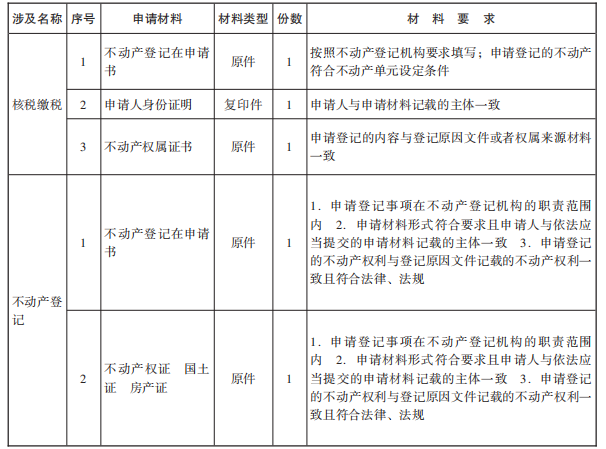 涉及名称 序号 申请材料 材料类型 份数 材 料 要 求
核税缴税
1
不动产登记在申请
书
原件
1
按照不动产登记机构要求填写；申请登记的不动产
符合不动产单元设定条件
2
申请人身份证明
复印件
1
申请人与申请材料记载的主体一致
3
不动产权属证书
原件
1
申请登记的内容与登记原因文件或者权属来源材料
一致
不动产登
记
1
不动产登记在申请
书
原件
1
1．申请登记事项在不动产登记机构的职责范围
内 2．申请材料形式符合要求且申请人与依法应
当提交的申请材料记载的主体一致 3．申请登记
的不动产权利与登记原因文件记载的不动产权利一
致且符合法律、法规
2
不动产权证 国土
证 房产证
原件
1
1．申请登记事项在不动产登记机构的职责范围
内 2．申请材料形式符合要求且申请人与依法应
当提交的申请材料记载的主体一致 3．申请登记
的不动产权利与登记原因文件记载的不动产权利一
致且符合法律、法规